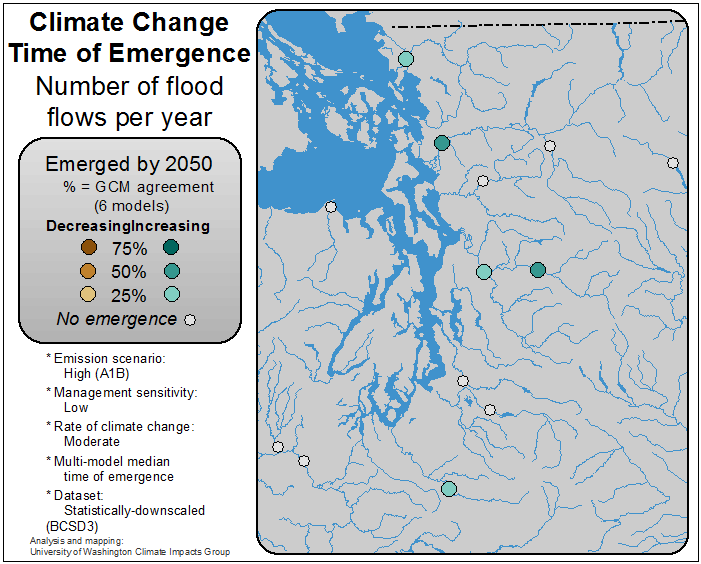 Climate Change
Time of Emergence
Number of flood
flows per year
Emerged by 2050
% = GCM agreement
(6 models)
DecreasingIncreasing
75%
50%
25%
No emergence
* Emission scenario:
High (A1B)
* Management sensitivity:
Low
* Rate of climate change:
Moderate
* Multi-model median
time of emergence
* Dataset:
Statistically-downscaled
(BCSD3)
Analysis and mapping:
University of Washington Climate Impacts Group